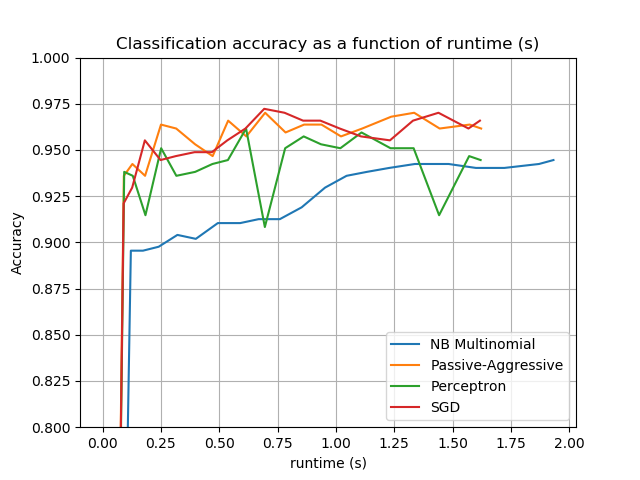 Classification accuracy as a function of runtime (s)
1.000
0.975
0.950
0.925
0.900
0.875
0.850
0.825
0.800
Accuracy
NB Multinomial
Passive-Aggressive
Perceptron
SGD
0.00 0.25 0.50 0.75 1.00 1.25 1.50 1.75 2.00
runtime (s)